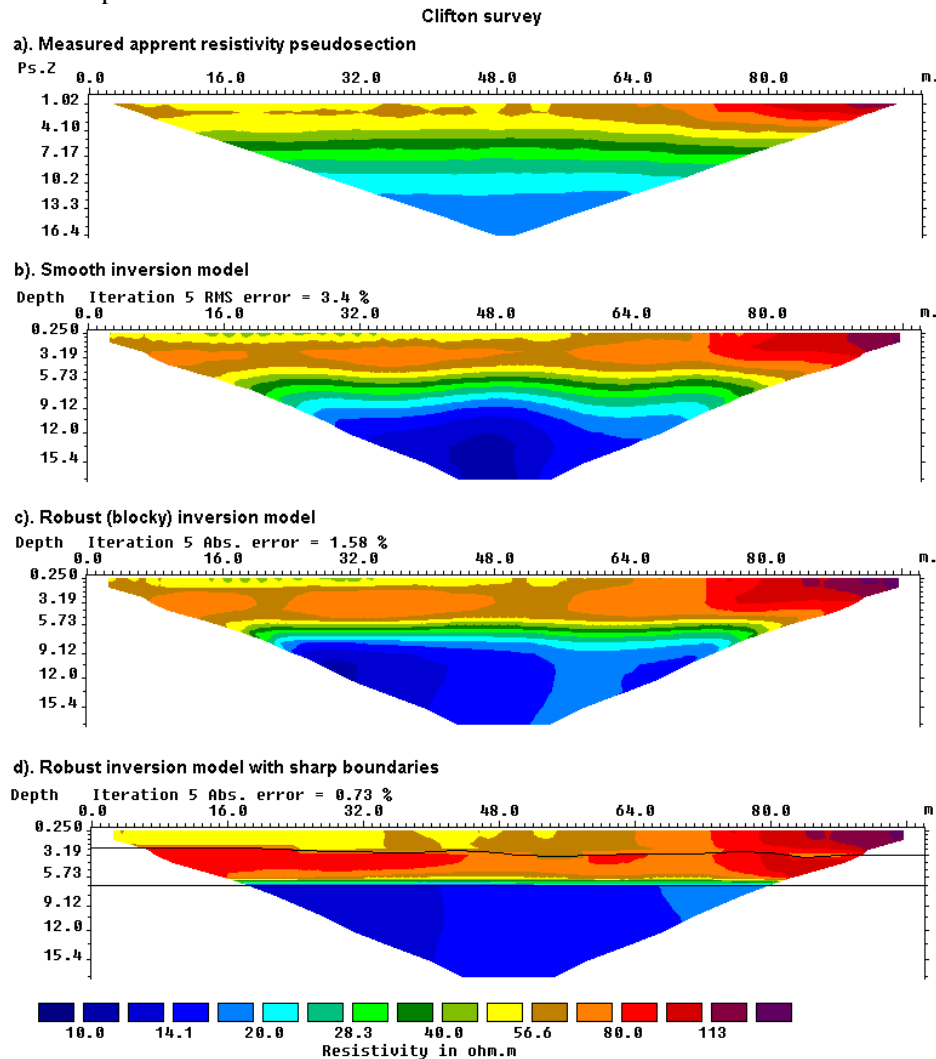 Clifton survey
a). Measured apprent resistivity pseudosection
Ps.Z 0.0 16.0 32.0 48.0 64.0 80.0 m.
1.02
4.10
7.17
10.2
13.3
16.4
b). Smooth inversion model
Depth Iteration 5 RMS error = 3.4 %
0.0 16.0 32.0 48.0 64.0 80.0 m.
0.250
3.19
5.73
9.12
12.0
15.4
c). Robust (blocky) inversion model
Depth Iteration 5 Abs. error = 1.58 %
0.0 16.0 32.0 48.0 64.0 80.0 m.
0.250
3.19
5.73
9.12
12.0
15.4
d). Robust inversion model with sharp boundaries
Depth Iteration 5 Abs. error = 0.73 %
0.0 16.0 32.0 48.0 64.0 80.0 m
0.250
3.19
5.73
9.12
12.0
15.4
10.0 14.1 20.0 28.3 40.0 56.6 80.0 113
Resistivity in ohm.m